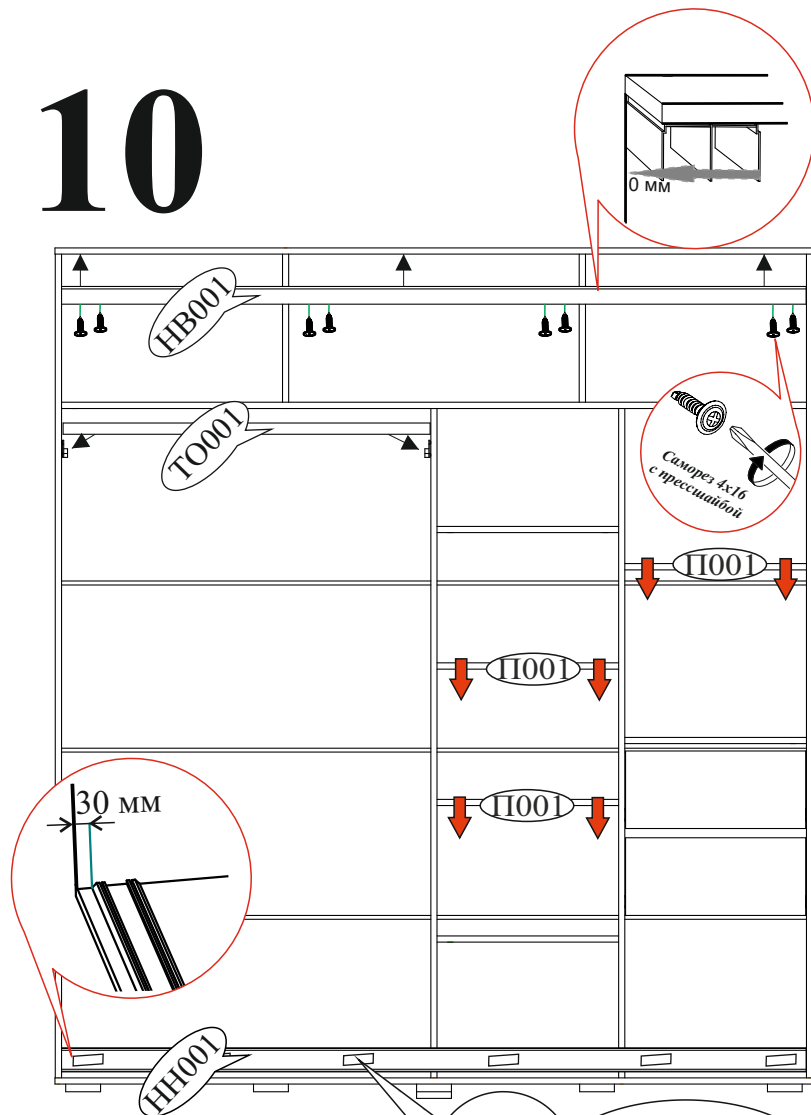 10
0 мм
НВ001
ТО001
Саморез 4х16
с прессшайбой
П001
П001
П001
30 мм
НН001